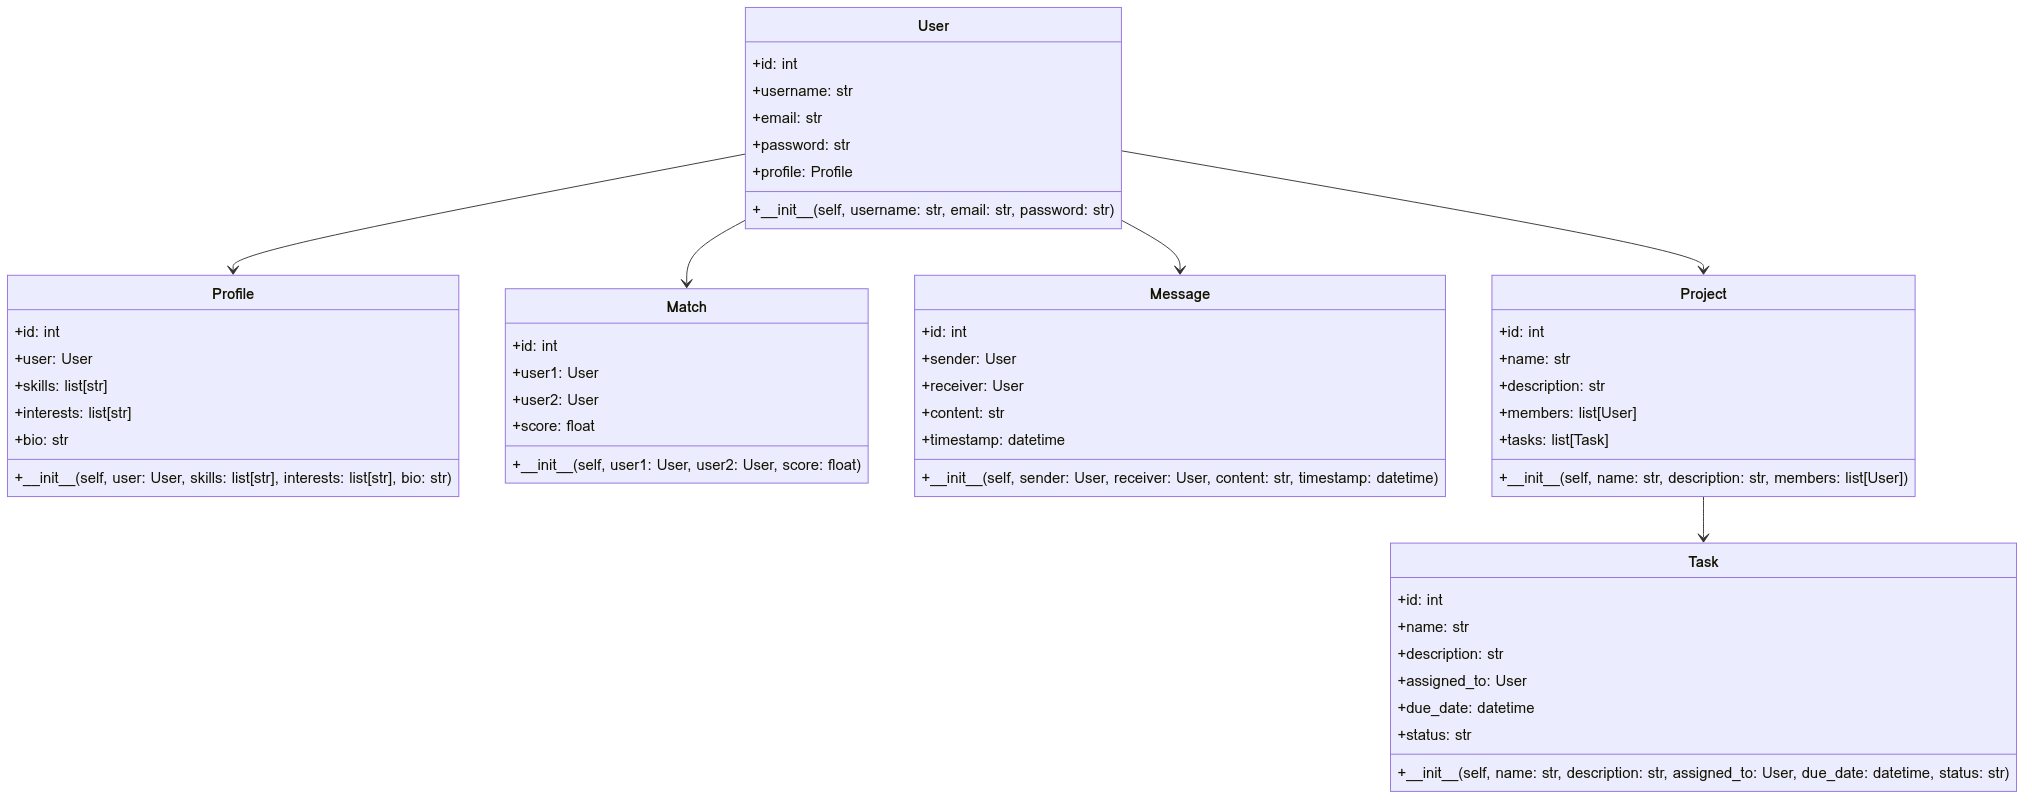 User
+id: int
+username: str
+email: str
+password: str
+profile: Profile
+__init__(self, username: str, email: str, password: str)
Profile
+id: int
+user: User
+skills: list[str]
+interests: list[str]
+bio: str
+__init__(self, user: User, skills: list[str], interests: list[str], bio: str)
Match
+id: int
+user1: User
+user2: User
+score: float
+__init__(self, user1: User, user2: User, score: float)
Message
+id: int
+sender: User
+receiver: User
+content: str
+timestamp: datetime
+__init__(self, sender: User, receiver: User, content: str, timestamp: datetime)
Project
+id: int
+name: str
+description: str
+members: list[User]
+tasks: list[Task]
+__init__(self, name: str, description: str, members: list[User])
Task
+id: int
+name: str
+description: str
+assigned_to: User
+due_date: datetime
+status: str
+__init__(self, name: str, description: str, assigned_to: User, due_date: datetime, status: str)